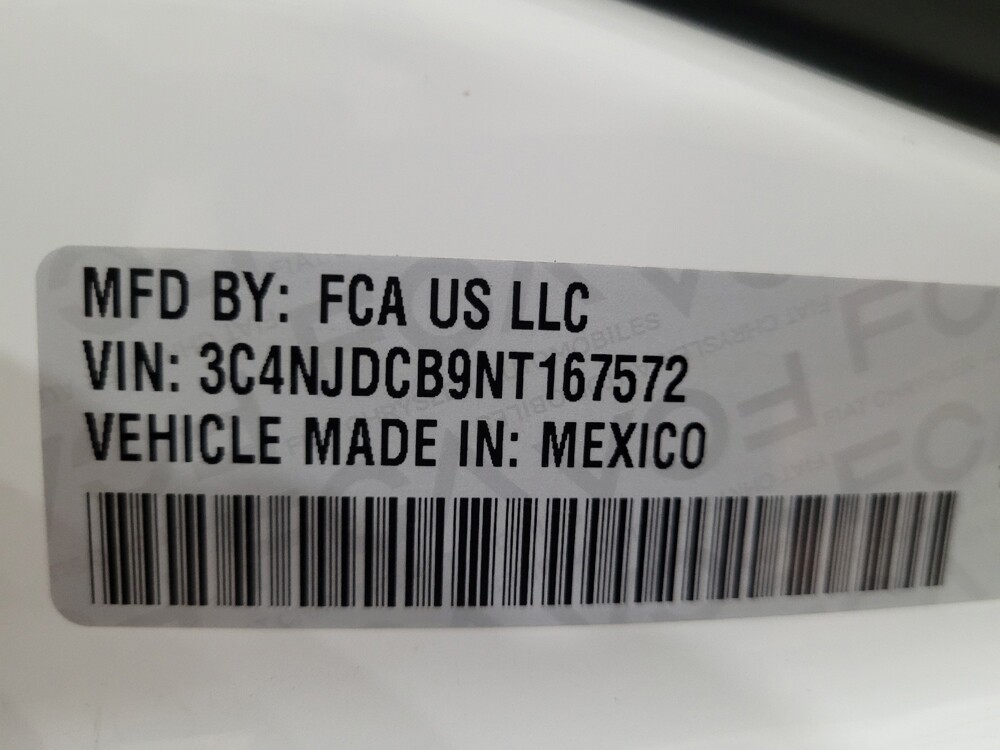 MFD BY: FCA US LLC
VIN: 3C4NJDCB9NT167572
VEHICLE MADE IN: MEXICO